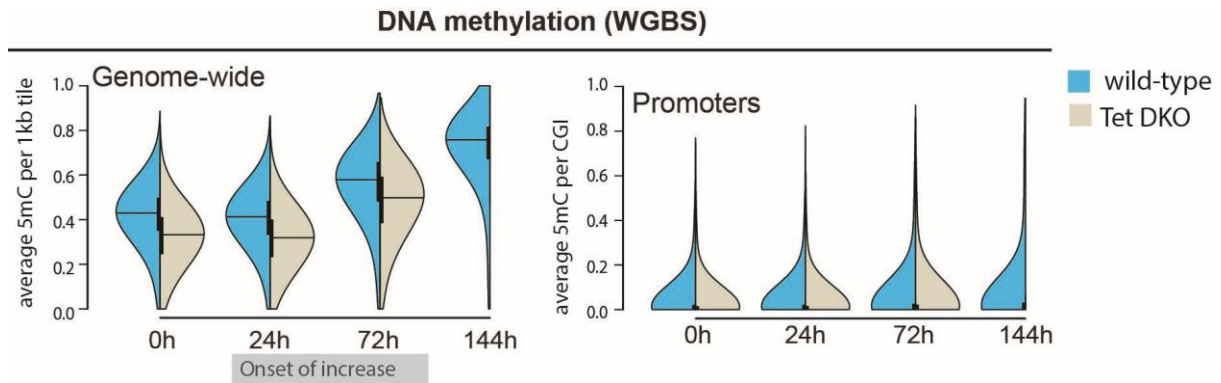 DNA methylation (WGBS)
Genome-wide
average 5mC per 1kb tile
1.0
0.8
0.6
0.4
0.2
0.0
0h 24h 72h 144h
Onset of increase
Promoters
average 5mC per CGI
1.0
0.8
0.6
0.4
0.2
0.0
0h 24h 72h 144h
wild-type
Tet DKO